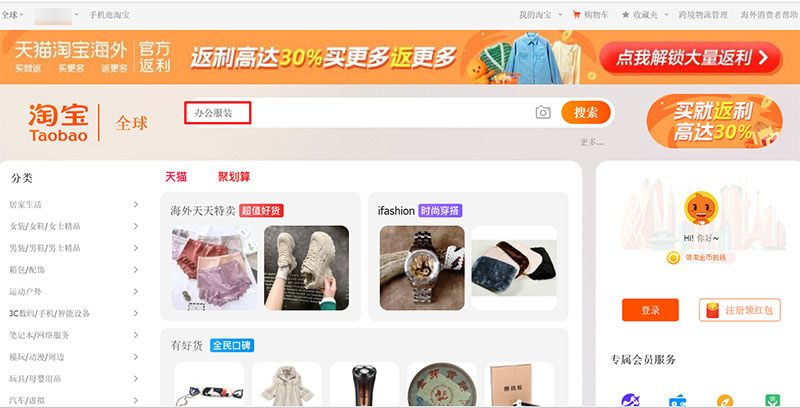 全球
手机逛淘宝
我的淘宝
购物车
收藏夹
跨境物流管理
海外消费者帮助
天猫淘宝海外
买就返 买更多 返更多
官方
返利
返利高达30%买更多返更多
点我解锁大量返利
淘宝
Taobao
全球
办公服装
搜索
更多...
买就返利
高达30%
分类
居家生活
女装/女鞋/女士精品
男装/男鞋/男士精品
箱包/配饰
运动户外
3C数码/手机/智能设备
笔记本/网络服务
模玩/动漫/周边
玩具/母婴用品
汽车/虚拟
天猫
聚划算
海外天天特卖 超值好货
ifashion 时尚穿搭
有好货 全民口碑
Hi! 你好~
领淘金币抵钱
登录
注册领红包
专属会员服务